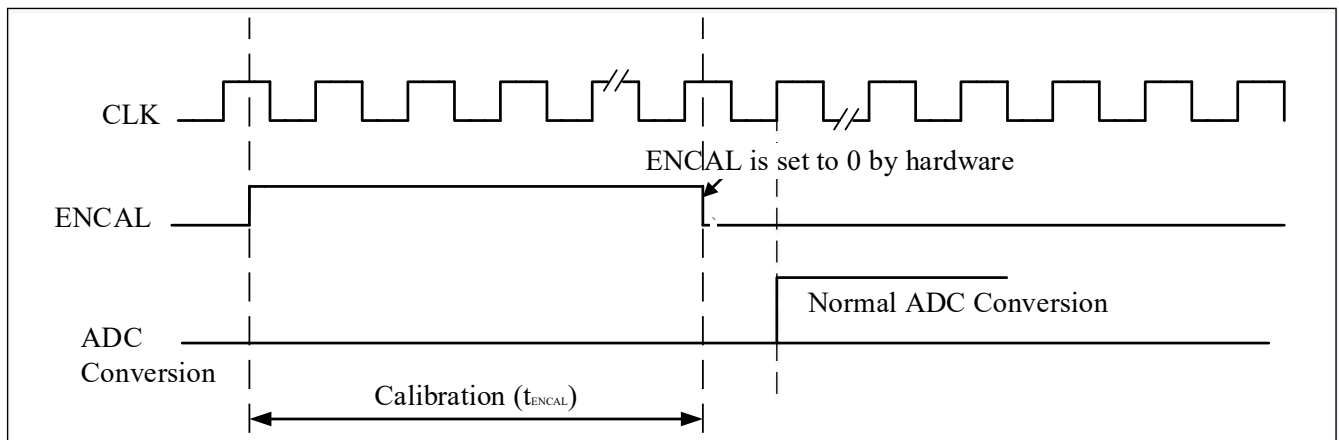 CLK
ENCAL is set to 0 by hardware
ENCAL
Normal ADC Conversion
ADC
Conversion
Calibration (tENCAL)